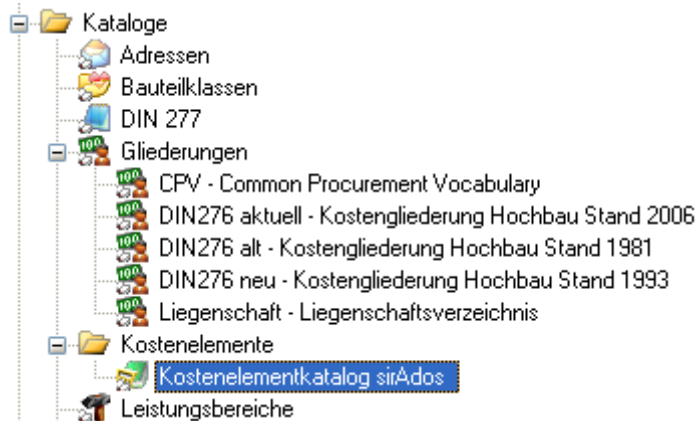 Kataloge
Adressen
Bauteilklassen
DIN 277
Gliederungen
CPV - Common Procurement Vocabulary
DIN276 aktuell - Kostengliederung Hochbau Stand 2006
DIN276 alt - Kostengliederung Hochbau Stand 1981
DIN276 neu - Kostengliederung Hochbau Stand 1993
Liegenschaft - Liegenschaftsverzeichnis
Kostenelemente
Kostenelementkatalog sirAdos
Leistungsbereiche